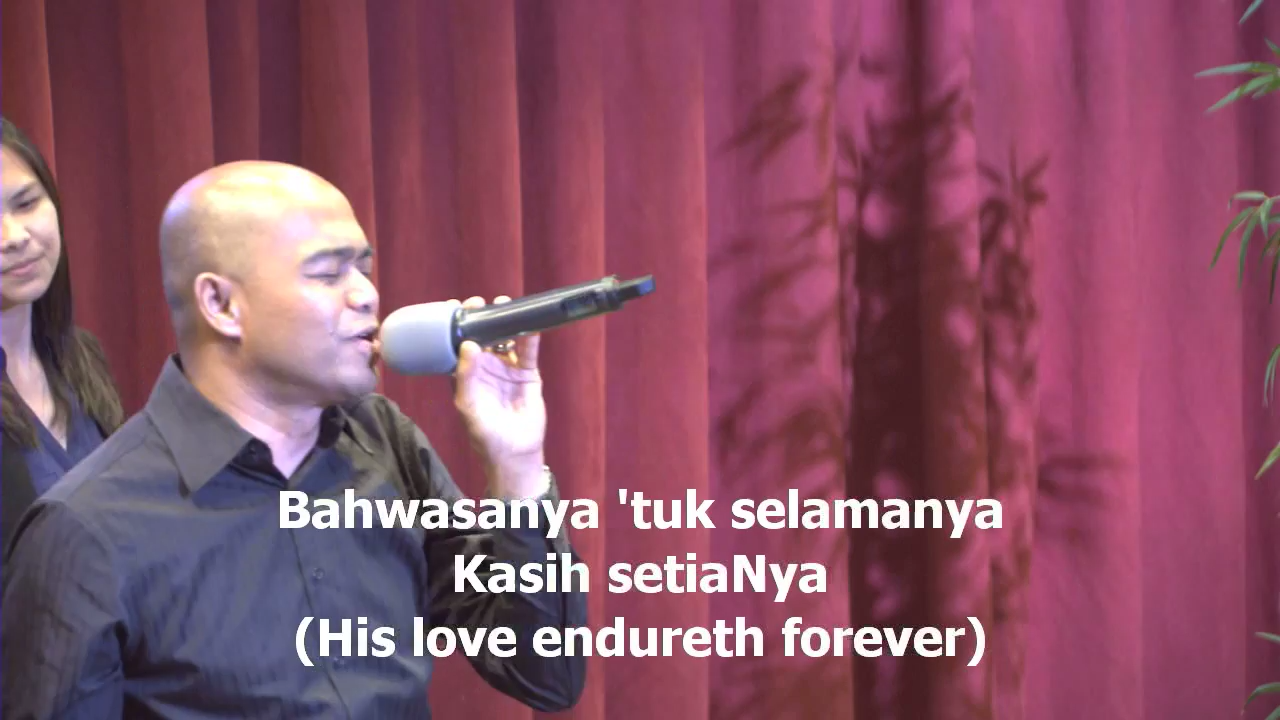 Bahwasanya 'tuk selamanya
Kasih setiaNya
(His love endureth forever)